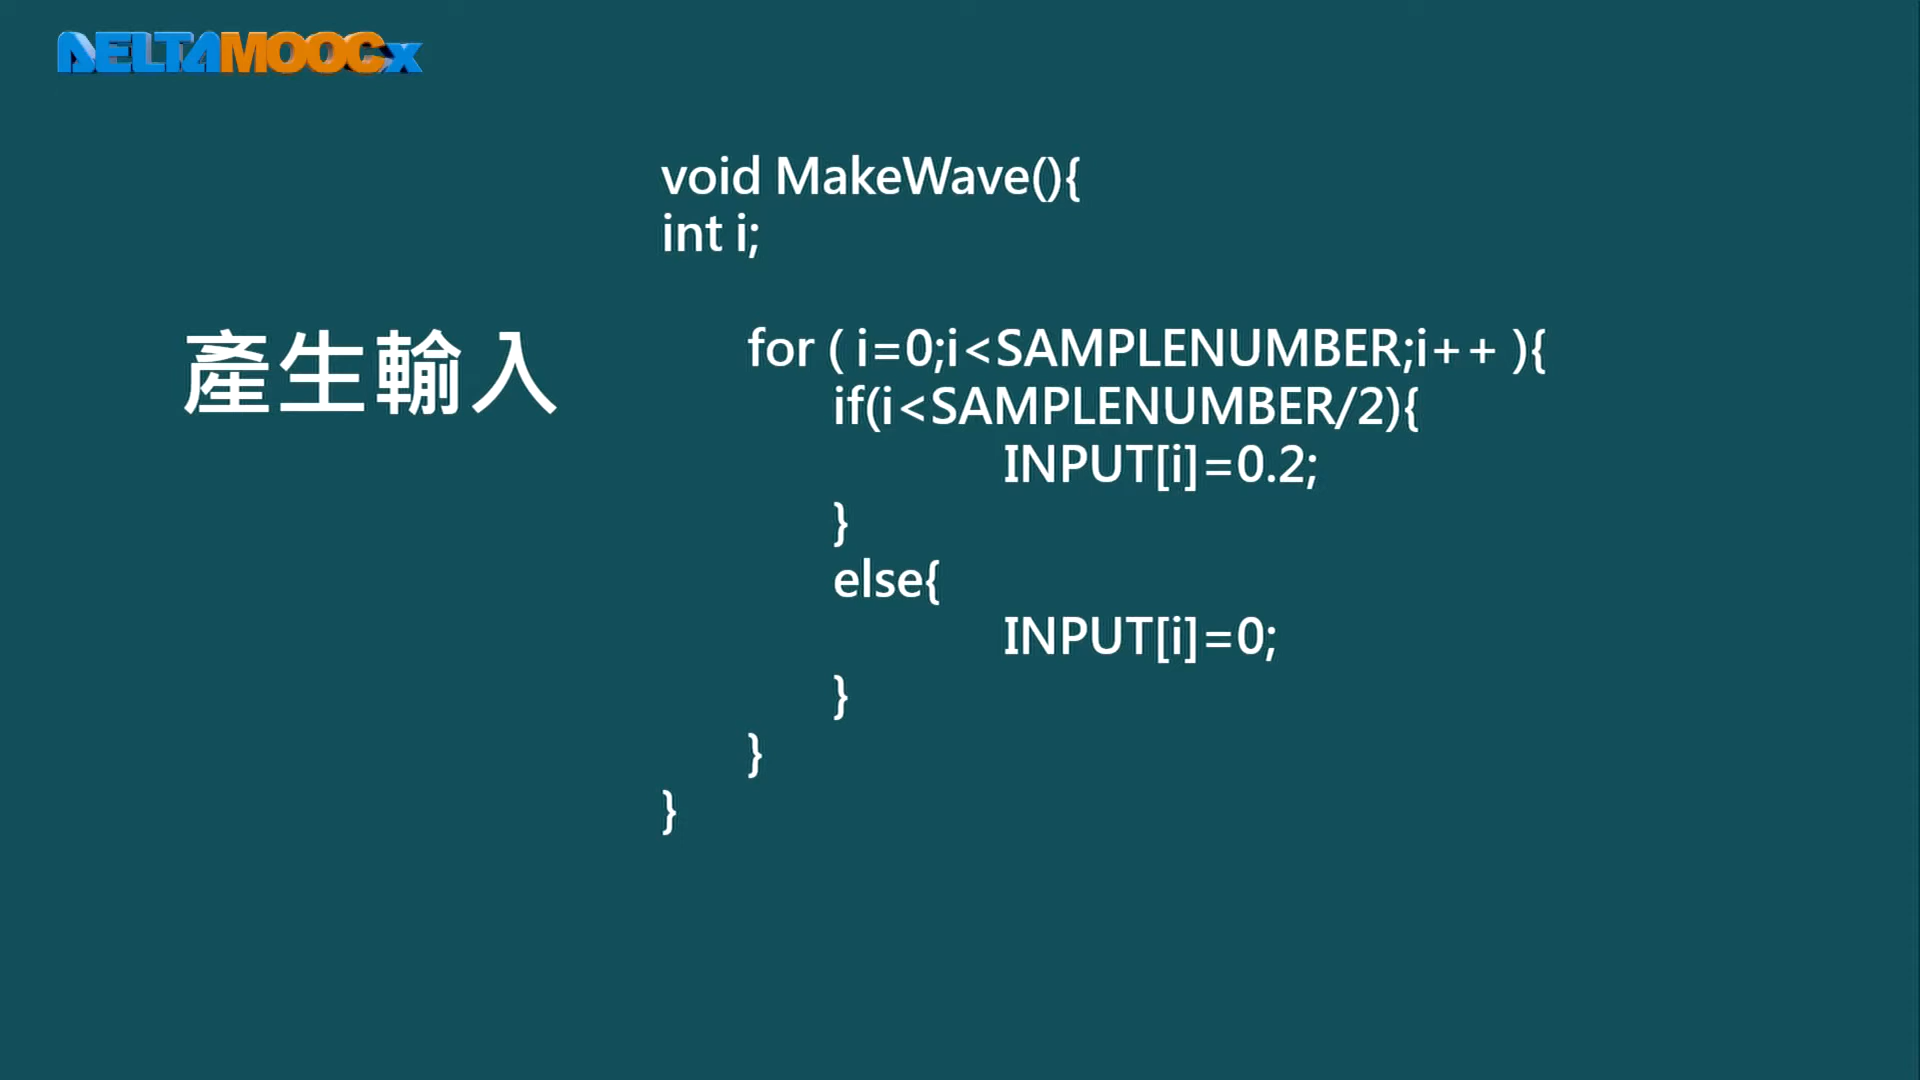 DELTAMOOCx
產生輸入
void MakeWave(){
int i;
for ( i=0;i<SAMPLENUMBER;i++ ){
if(i<SAMPLENUMBER/2){
INPUT[i]=0.2;
}
else{
INPUT[i]=0;
}
}
}